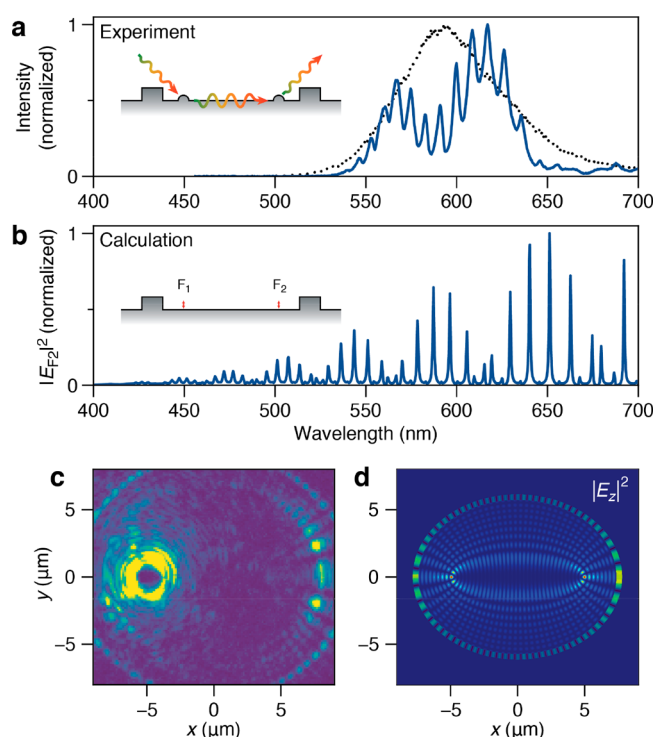 a
Experiment
Intensity
(normalized)
1
0
400 450 500 550 600 650 700
b
Calculation
F1 F2
|E_F2|² (normalized)
1
0
400 450 500 550 600 650 700
Wavelength (nm)
c
y (µm)
5
0
−5
−5 0 5
x (µm)
d
|E_z|²
5
0
−5
−5 0 5
x (µm)